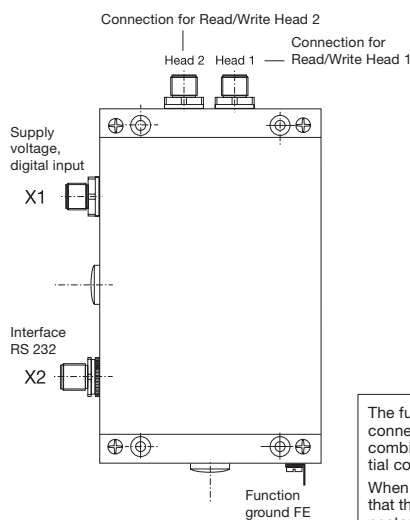 Connection for Read/Write Head 2
Head 2
Head 1
Connection for
Read/Write Head 1
Supply
voltage,
digital input
X1
Interface
RS 232
X2
Function
ground FE
The fu
conne
combi
tial co
When
that th